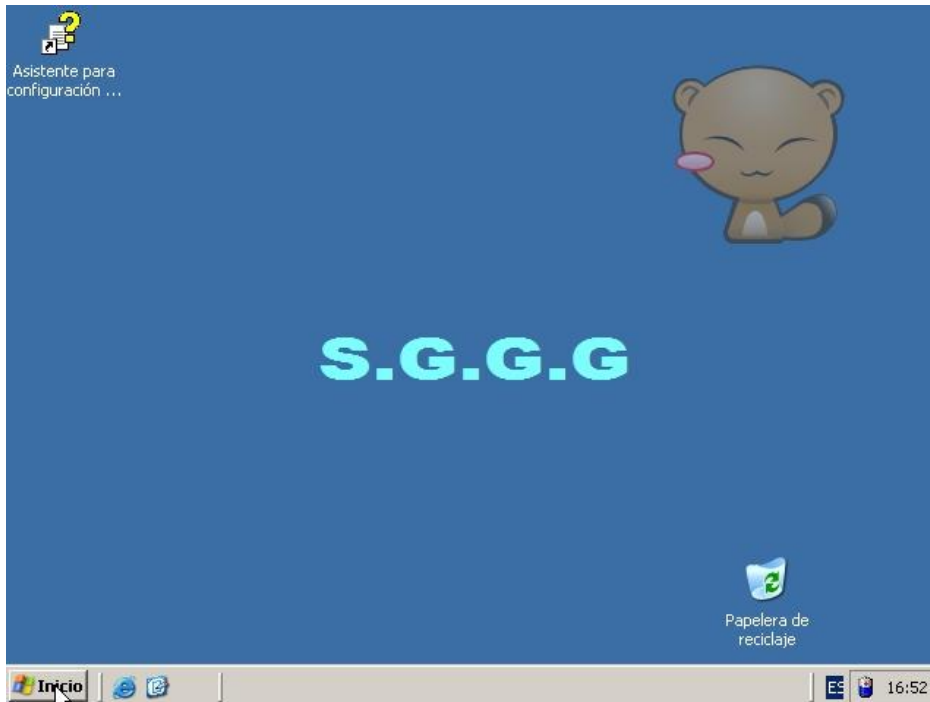 Asistente para
configuración ...
S.G.G.G
Papelera de
reciclaje
Inicio
ES
16:52